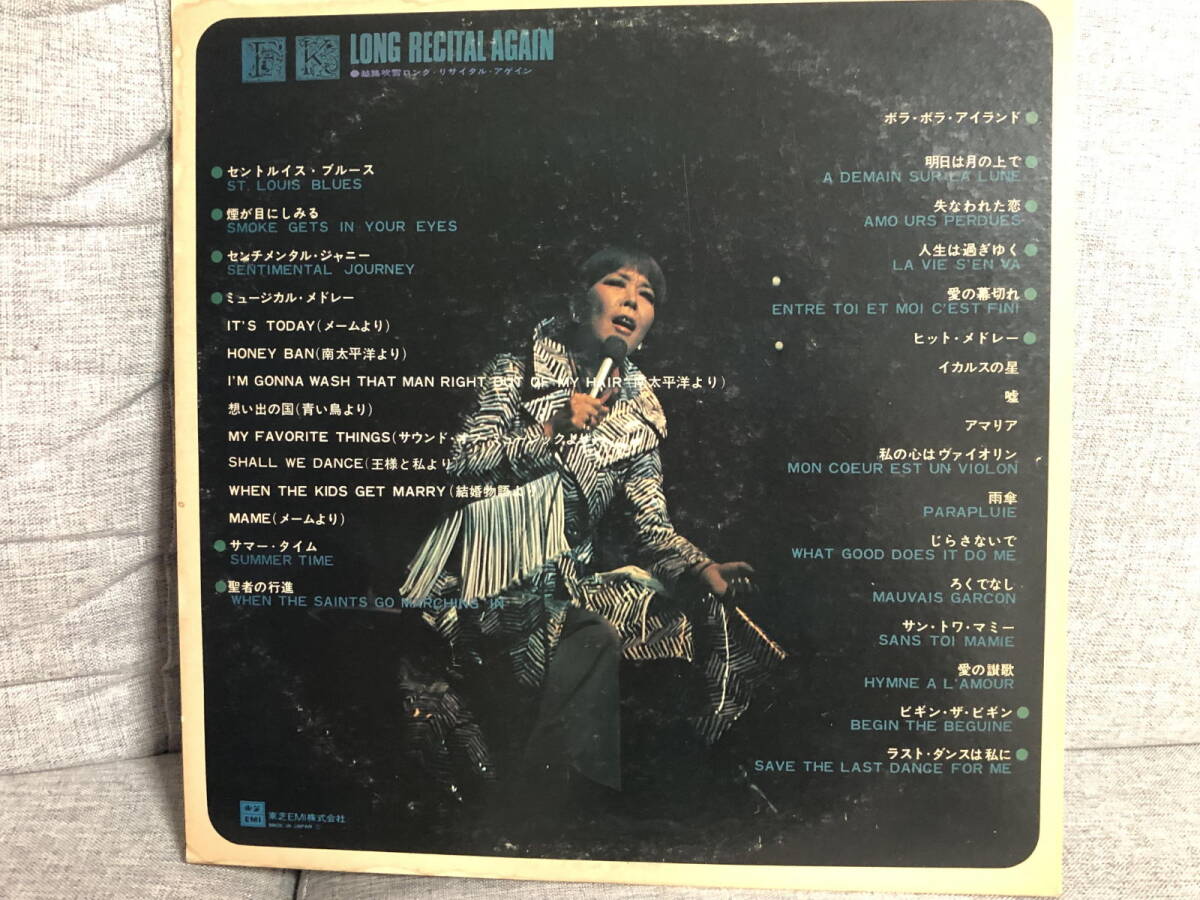 FK LONG RECITAL AGAIN
●越路吹雪ロング・リサイタル・アゲイン
セントルイス・ブルース
ST. LOUIS BLUES
煙が目にしみる
SMOKE GETS IN YOUR EYES
センチメンタル・ジャニー
SENTIMENTAL JOURNEY
ミュージカル・メドレー
IT'S TODAY(メームより)
HONEY BAN(南太平洋より)
I'M GONNA WASH THAT MAN RIGHT OUT OF MY HAIR(南太平洋より)
想い出の国(青い鳥より)
MY FAVORITE THINGS(サウンド・オブ・ミュージックより)
SHALL WE DANCE(王様と私より)
WHEN THE KIDS GET MARRY(結婚物語より)
MAME(メームより)
サマー・タイム
SUMMER TIME
聖者の行進
WHEN THE SAINTS GO MARCHING IN
ボラ・ボラ・アイランド
明日は月の上で
A DEMAIN SUR LA LUNE
失なわれた恋
AMO URS PERDUES
人生は過ぎゆく
LA VIE S'EN VA
愛の幕切れ
ENTRE TOI ET MOI C'EST FINI
ヒット・メドレー
イカルスの星
嘘
アマリア
私の心はヴァイオリン
MON COEUR EST UN VIOLON
雨傘
PARAPLUIE
じらさないで
WHAT GOOD DOES IT DO ME
ろくでなし
MAUVAIS GARCON
サン・トワ・マミー
SANS TOI MAMIE
愛の讃歌
HYMNE A L'AMOUR
ビギン・ザ・ビギン
BEGIN THE BEGUINE
ラスト・ダンスは私に
SAVE THE LAST DANCE FOR ME
EMI
東芝EMI株式会社
MADE IN JAPAN